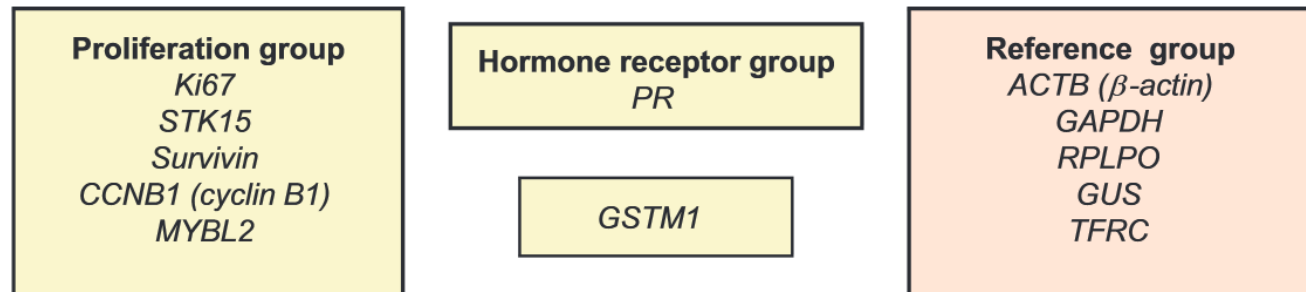 Proliferation group
Ki67
STK15
Survivin
CCNB1 (cyclin B1)
MYBL2
Hormone receptor group
PR
GSTM1
Reference  group
ACTB (β-actin)
GAPDH
RPLPO
GUS
TFRC